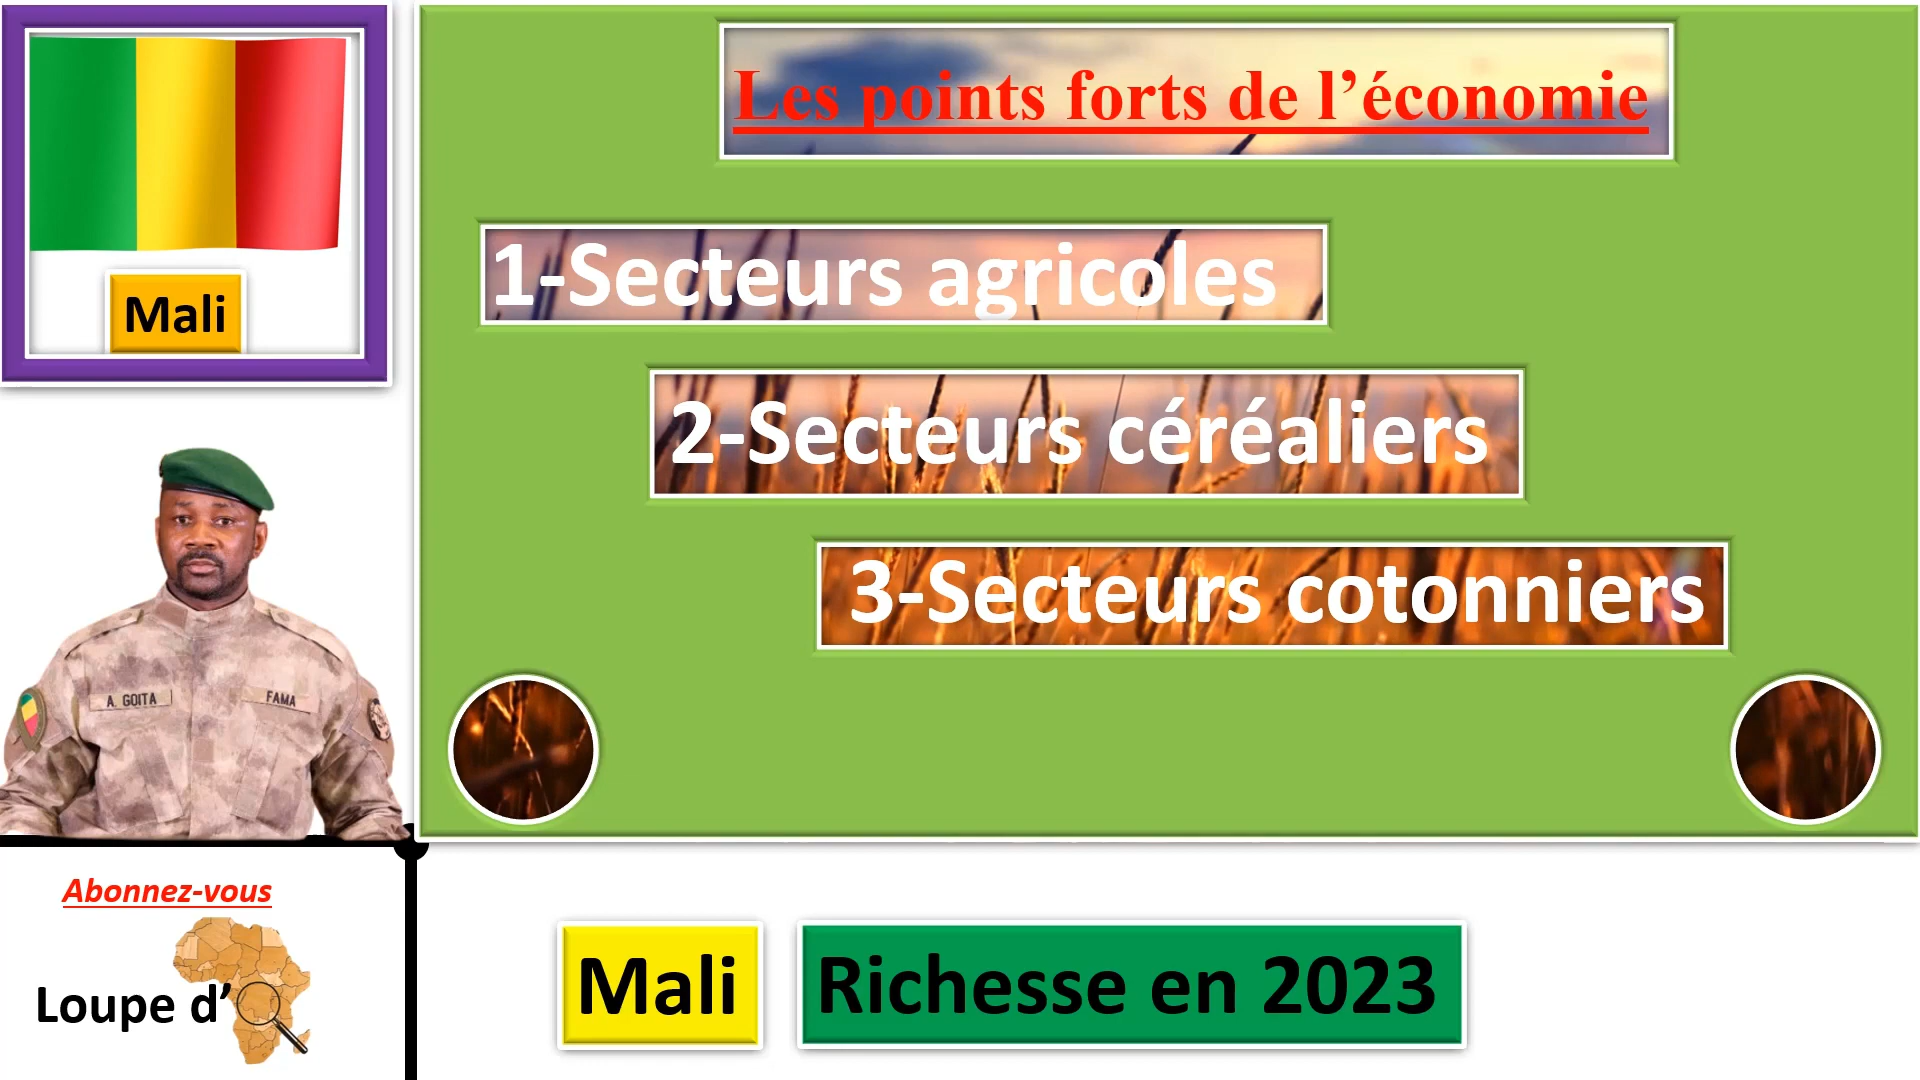 Les points forts de l’économie
1-Secteurs agricoles
2-Secteurs céréaliers
3-Secteurs cotonniers
Mali
A. GOITA
FAMA
Abonnez-vous
Loupe d’
Mali
Richesse en 2023